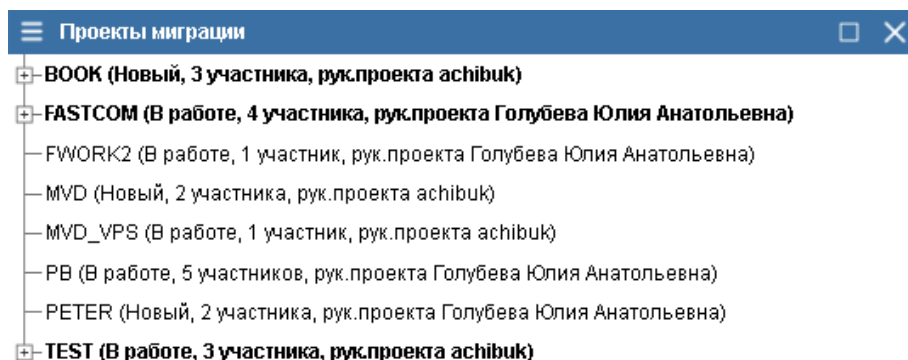 Проекты миграции
BOOK (Новый, 3 участника, рук.проекта achibuk)
FASTCOM (В работе, 4 участника, рук.проекта Голубева Юлия Анатольевна)
FWORK2 (В работе, 1 участник, рук.проекта Голубева Юлия Анатольевна)
MVD (Новый, 2 участника, рук.проекта achibuk)
MVD_VPS (В работе, 1 участник, рук.проекта achibuk)
PB (В работе, 5 участников, рук.проекта Голубева Юлия Анатольевна)
PETER (Новый, 2 участника, рук.проекта Голубева Юлия Анатольевна)
TEST (В работе, 3 участника, рук.проекта achibuk)